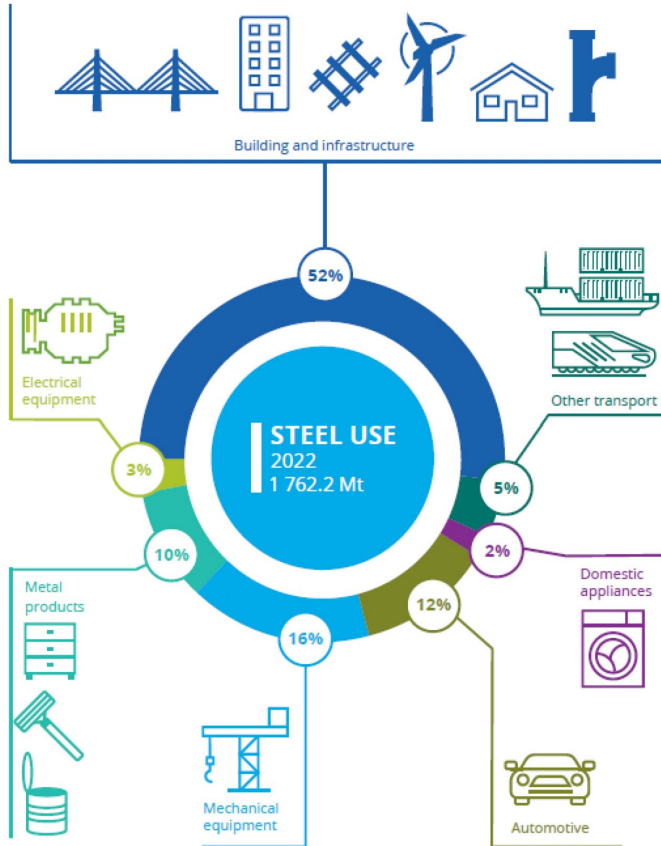 Building and infrastructure
52%
Electrical
equipment
Other transport
STEEL USE
2022
1 762.2 Mt
3%
5%
10%
2%
Metal
products
Domestic
appliances
12%
16%
Mechanical
equipment
Automotive